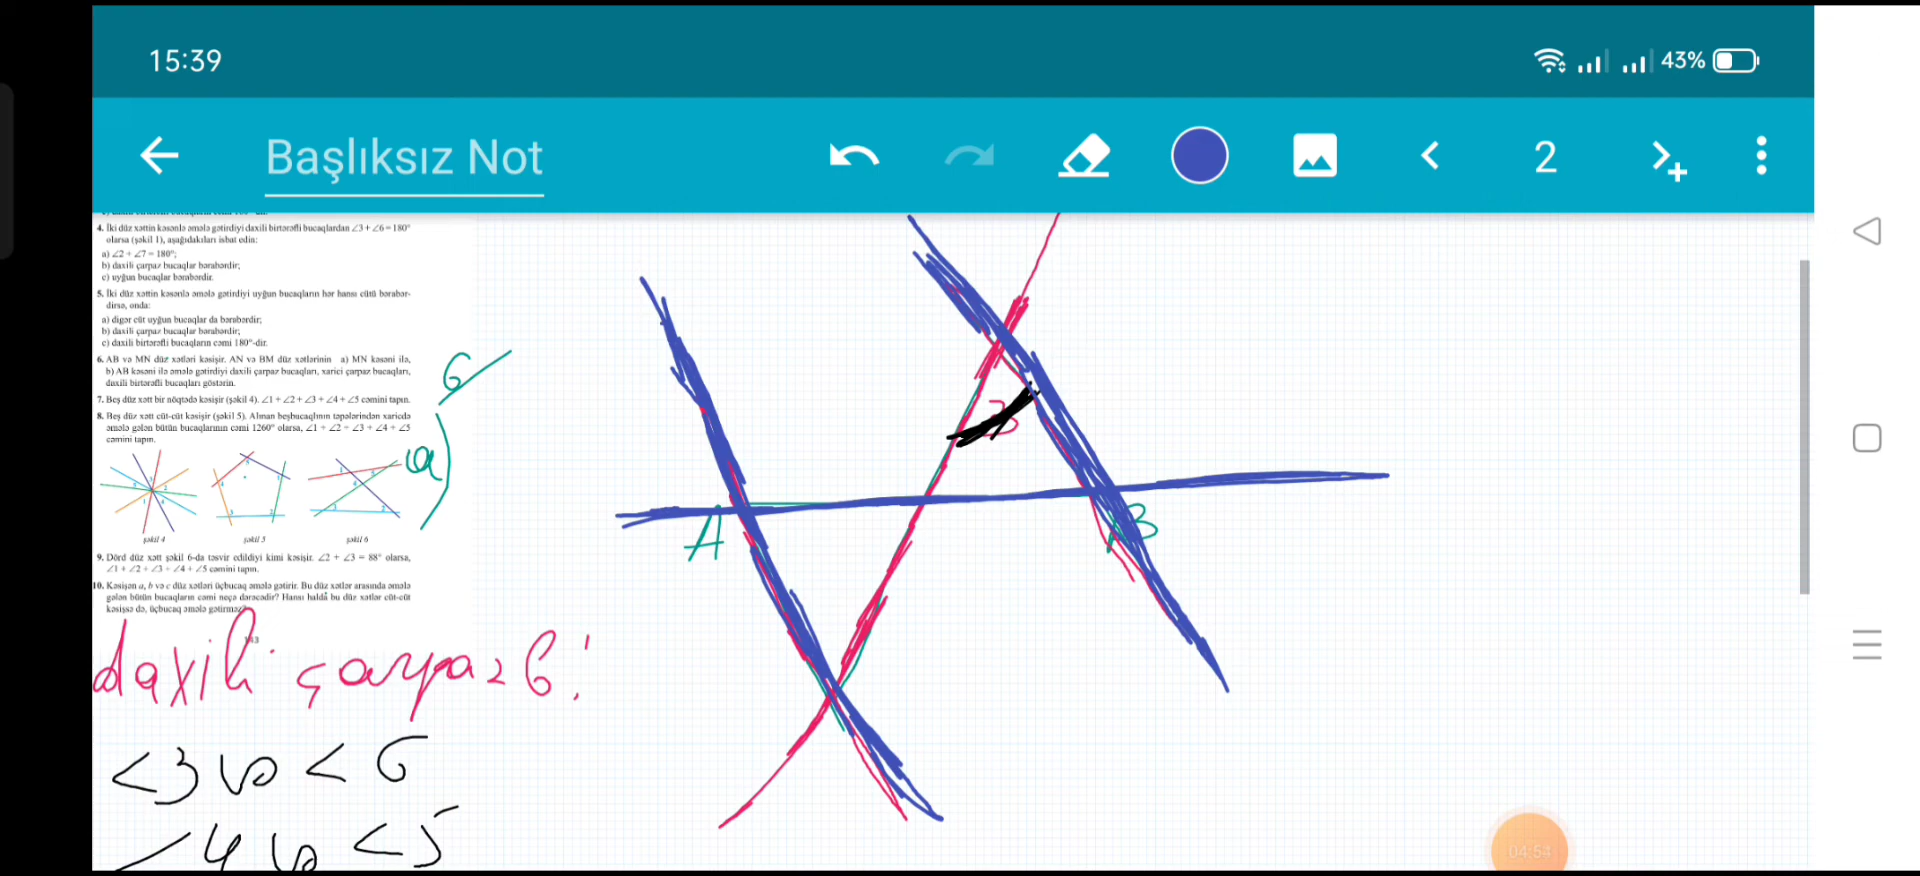 15:39
43%
Başlıksız Not
2
4. İki düz xəttin kəsənlə əmələ gətirdiyi daxili birtərəfli bucaqlardan ∠3 + ∠6 = 180°
olarsa (şəkil 1), aşağıdakıları isbat edin:
a) ∠2 + ∠7 = 180°;
b) daxili çarpaz bucaqlar bərabərdir;
c) uyğun bucaqlar bərabərdir.
5. İki düz xəttin kəsənlə əmələ gətirdiyi uyğun bucaqların hər hansı cütü bərabər-
dirsə, onda:
a) digər cüt uyğun bucaqlar da bərabərdir;
b) daxili çarpaz bucaqlar bərabərdir;
c) daxili birtərəfli bucaqların cəmi 180°-dir.
6. AB və MN düz xətləri kəsişir. AN və BM düz xətlərinin a) MN kəsəni ilə,
b) AB kəsəni ilə əmələ gətirdiyi daxili çarpaz bucaqları, xarici çarpaz bucaqları,
daxili birtərəfli bucaqları göstərin.
7. Beş düz xətt bir nöqtədə kəsişir (şəkil 4). ∠1 + ∠2 + ∠3 + ∠4 + ∠5 cəmini tapın.
8. Beş düz xətt cüt-cüt kəsişir (şəkil 5). Alınan beşbucaqlının təpələrindən xaricdə
əmələ gələn bütün bucaqlarının cəmi 1260° olarsa, ∠1 + ∠2 + ∠3 + ∠4 + ∠5
cəmini tapın.
şəkil 4 şəkil 5 şəkil 6
9. Dörd düz xətt şəkil 6-da təsvir edildiyi kimi kəsişir. ∠2 + ∠3 = 88° olarsa,
∠1 + ∠2 + ∠3 + ∠4 + ∠5 cəmini tapın.
10. Kəsişən a, b və c düz xətləri üçbucaq əmələ gətirir. Bu düz xətlər arasında əmələ
gələn bütün bucaqların cəmi neçə dərəcədir? Hansı halda bu düz xətlər cüt-cüt
kəsişsə də, üçbucaq əmələ gətirməz?
6
a)
A
B
3
daxili çarpaz b:
<3 və < 6
<4 və <5
04:54